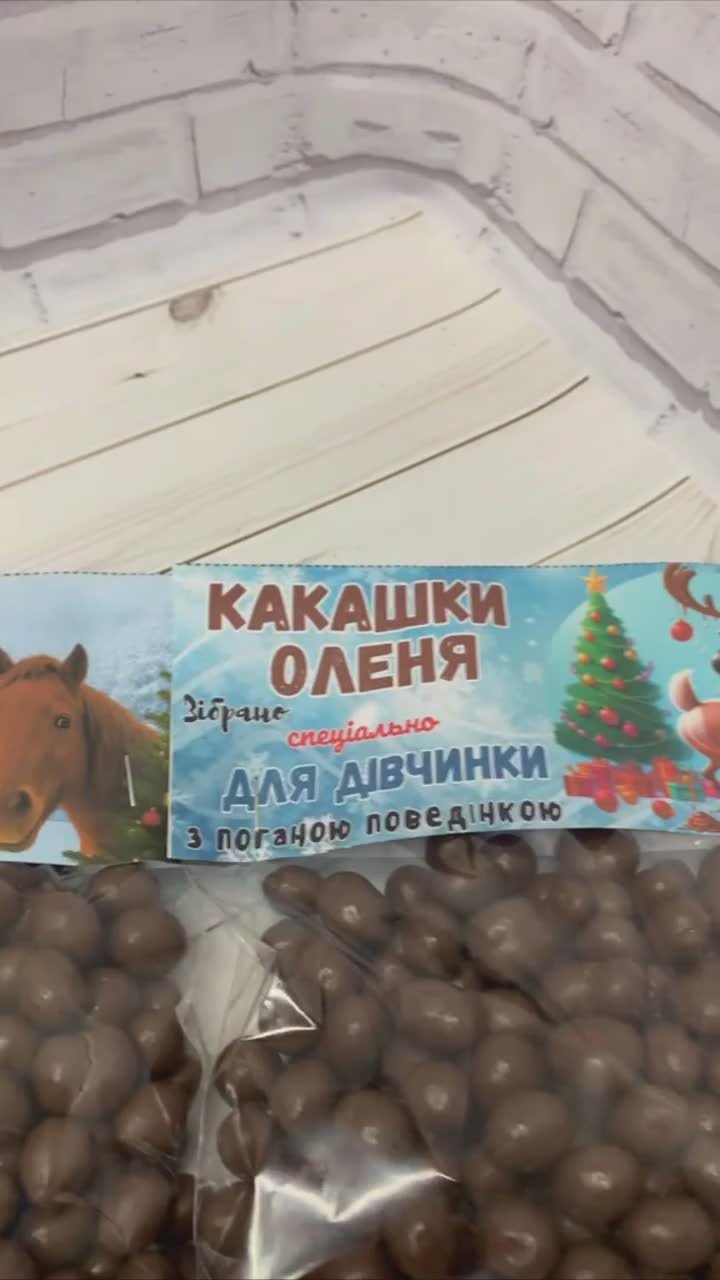 КАКАШКИ
ОЛЕНЯ
Зібрано
спеціально
ДЛЯ ДІВЧИНКИ
з поганою поведінкою